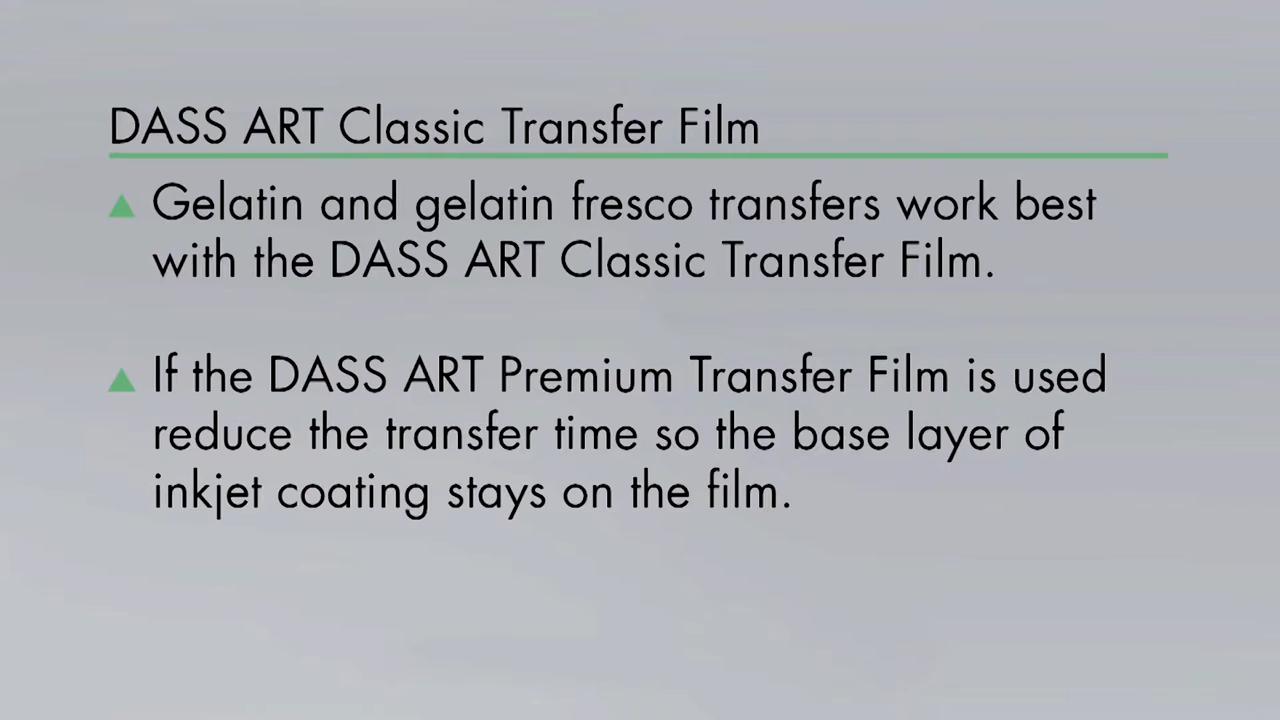 DASS ART Classic Transfer Film
Gelatin and gelatin fresco transfers work best
with the DASS ART Classic Transfer Film.
If the DASS ART Premium Transfer Film is used
reduce the transfer time so the base layer of
inkjet coating stays on the film.